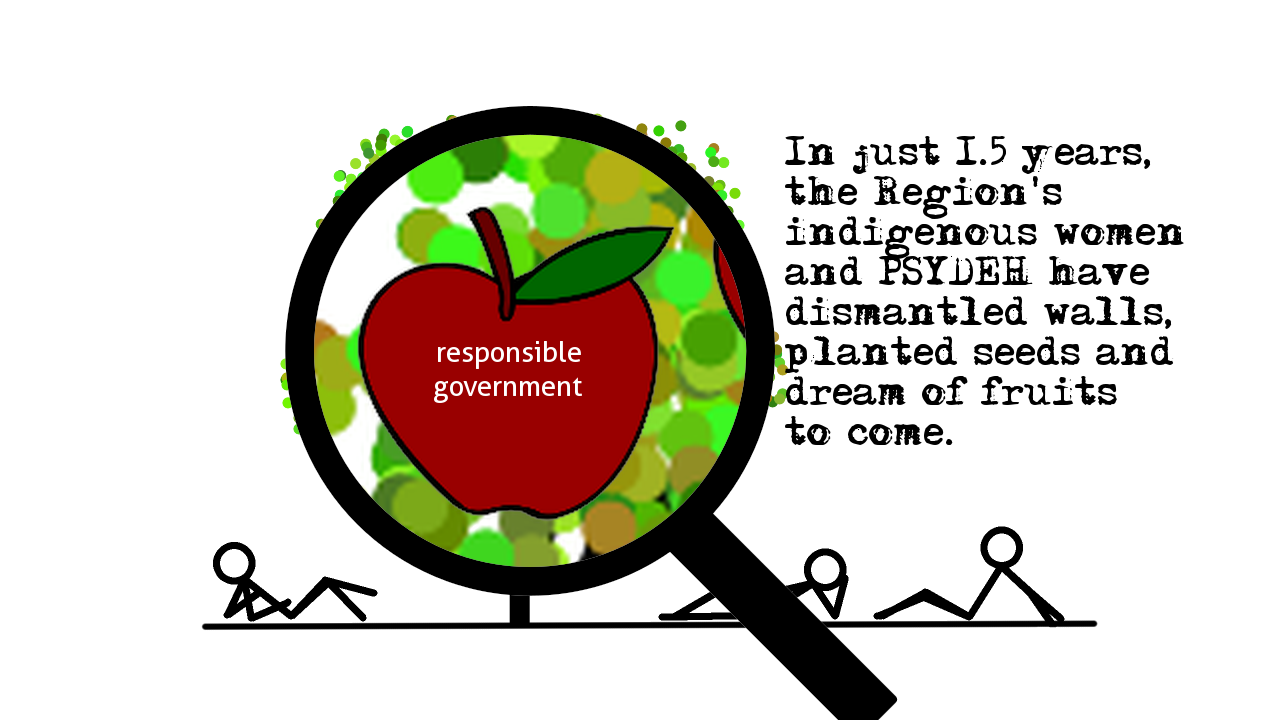 responsible
government
In just 1.5 years,
the Region's
indigenous women
and PSYDEH have
dismantled walls,
planted seeds and
dream of fruits
to come.